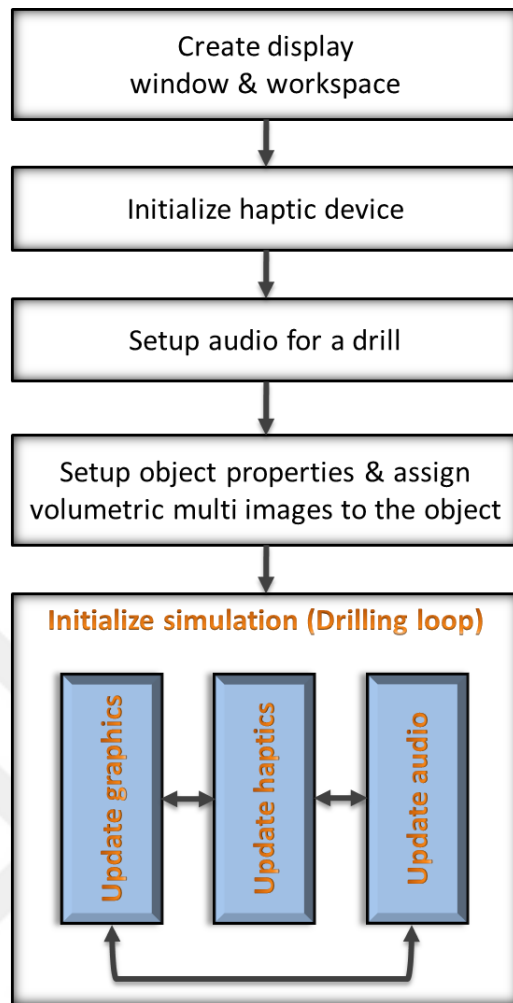 Create display
window & workspace
Initialize haptic device
Setup audio for a drill
Setup object properties & assign
volumetric multi images to the object
Initialize simulation (Drilling loop)
Update graphics
Update haptics
Update audio